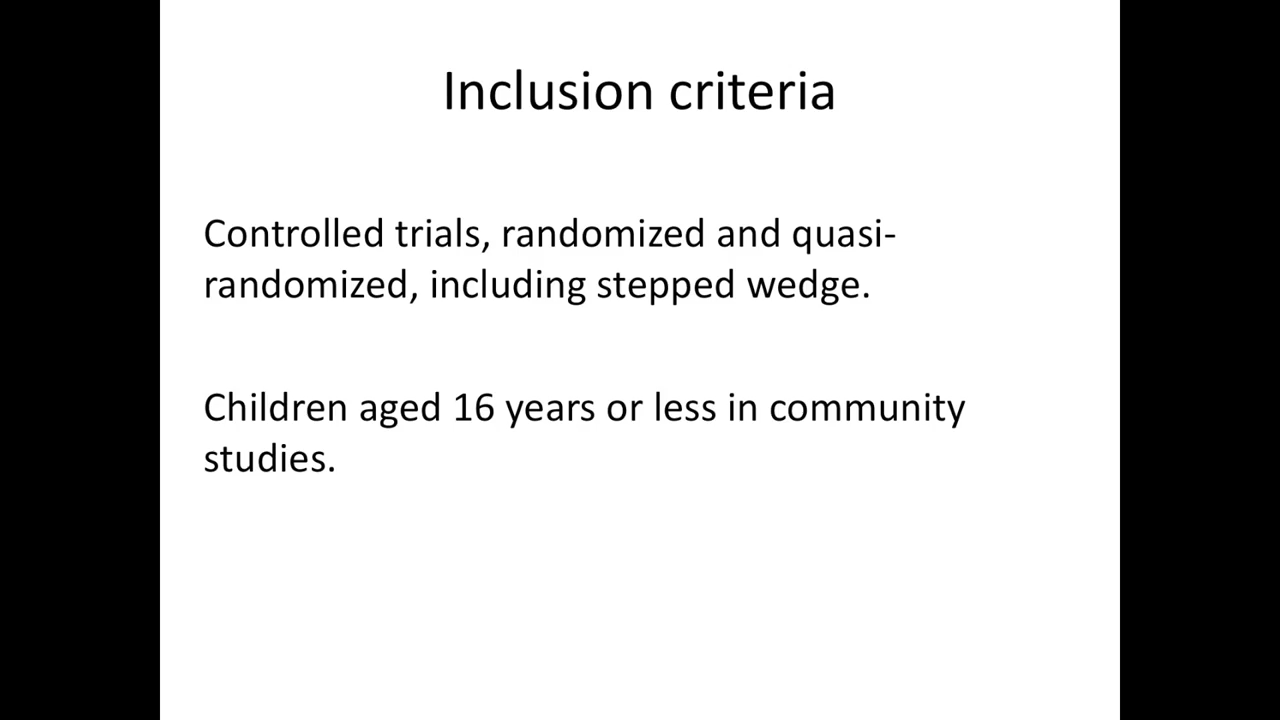 Inclusion criteria
Controlled trials, randomized and quasi-
randomized, including stepped wedge.
Children aged 16 years or less in community
studies.